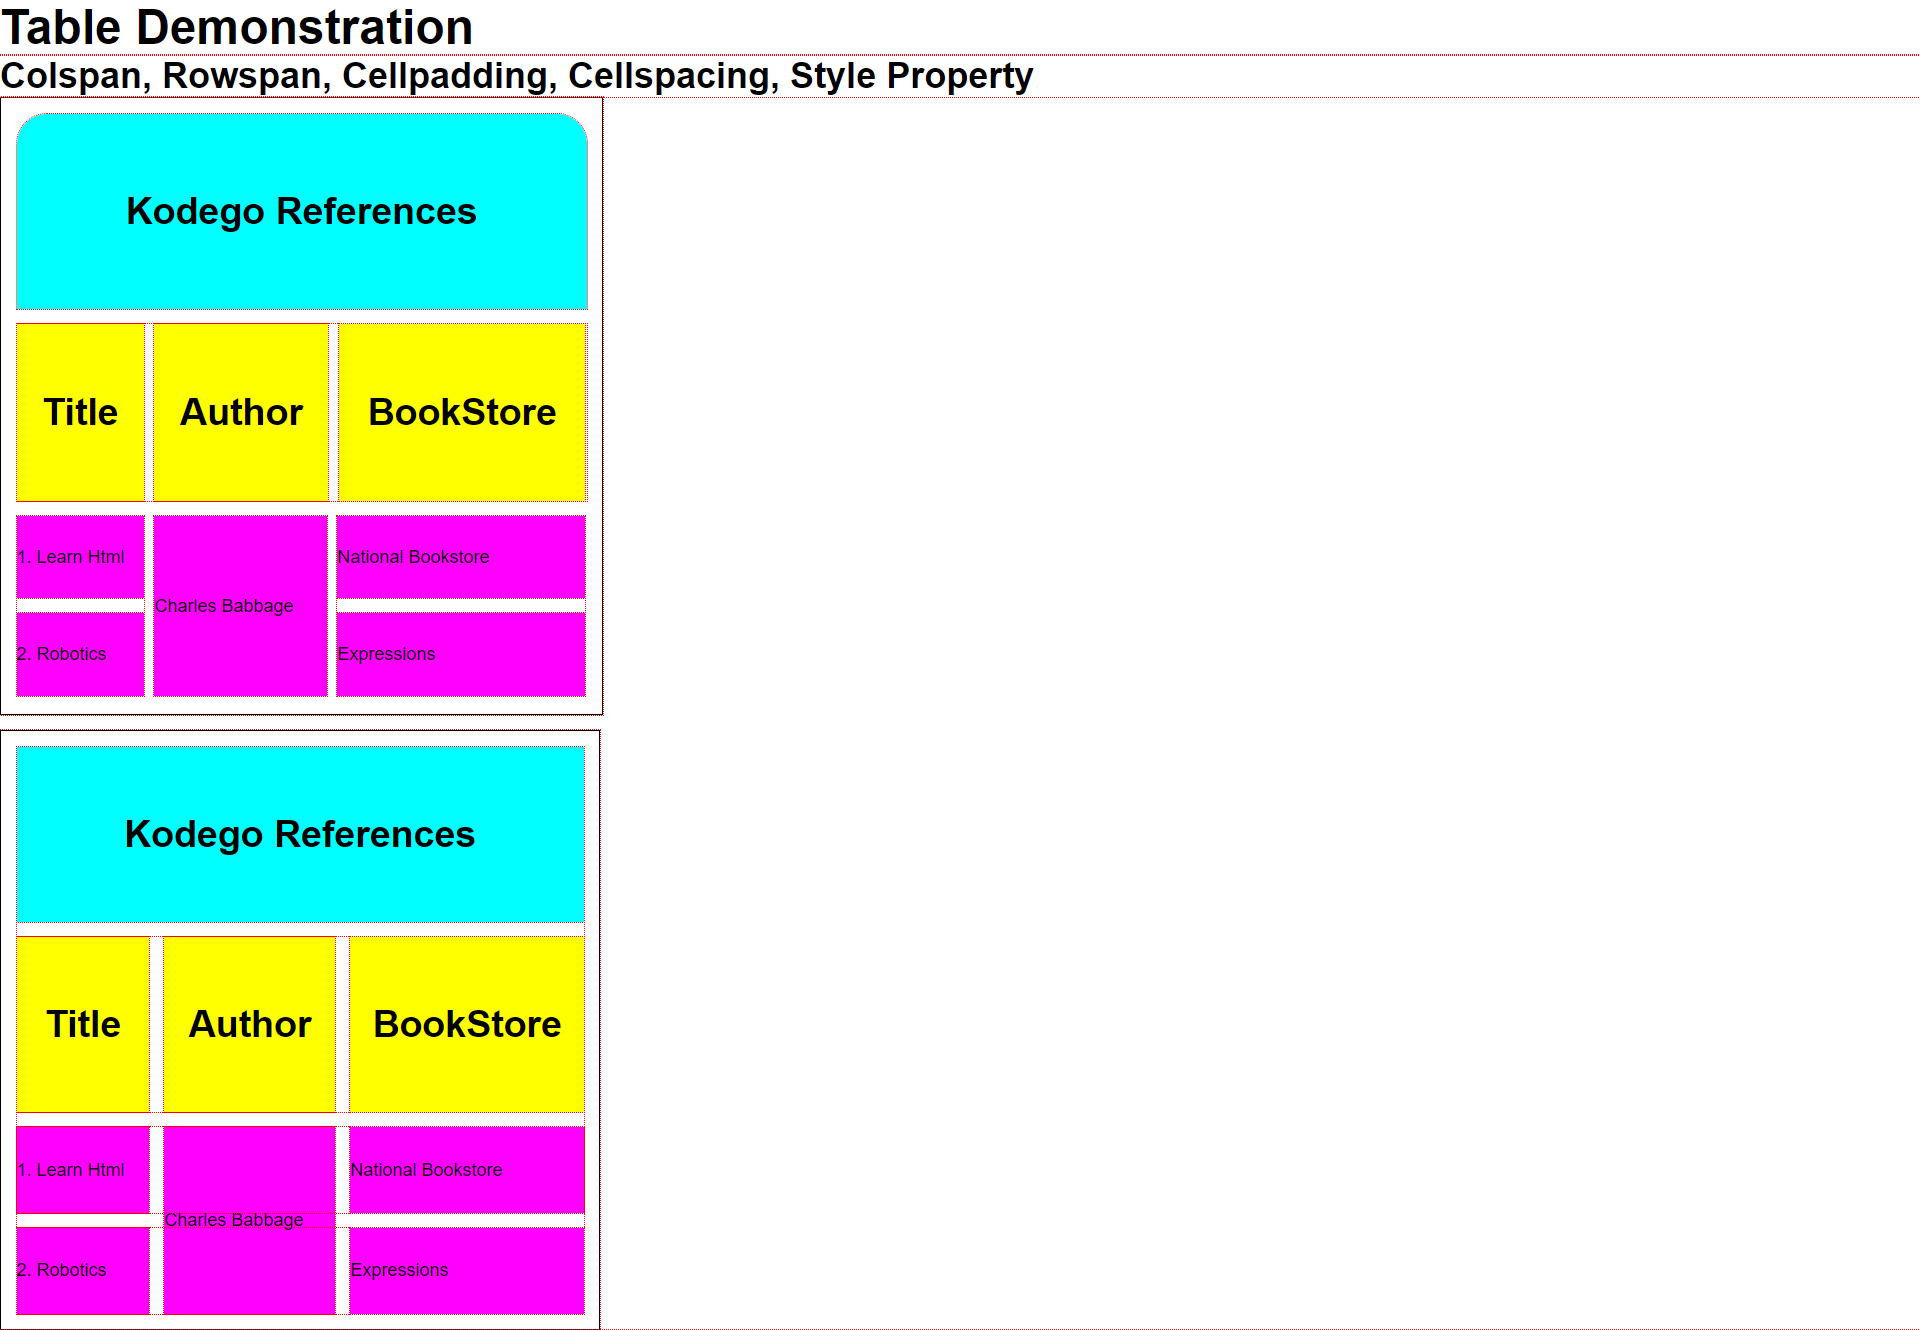 Table Demonstration
Colspan, Rowspan, Cellpadding, Cellspacing, Style Property
Kodego References
Title Author BookStore
1. Learn Html
National Bookstore
Charles Babbage
2. Robotics
Expressions
Kodego References
Title Author BookStore
1. Learn Html
National Bookstore
Charles Babbage
2. Robotics
Expressions